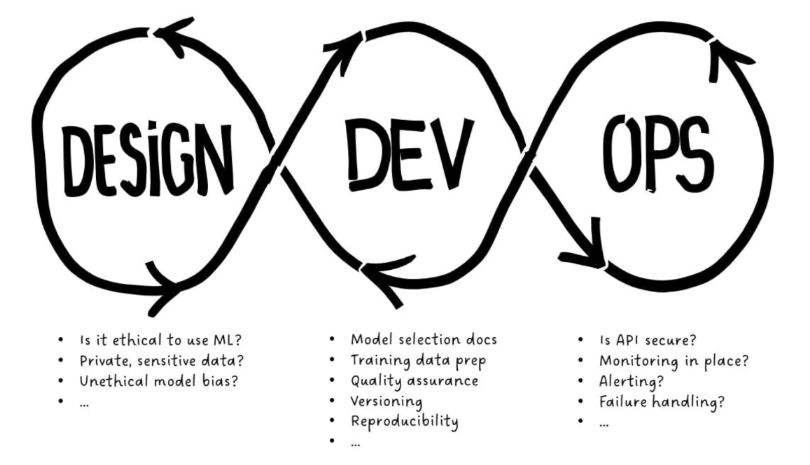 DESiGN
DEV
OPS
• Is it ethical to use ML?
• Private, sensitive data?
• Unethical model bias?
• ...
• Model selection docs
• Training data prep
• Quality assurance
• Versioning
• Reproducibility
• ...
• Is API secure?
• Monitoring in place?
• Alerting?
• Failure handling?
• ...